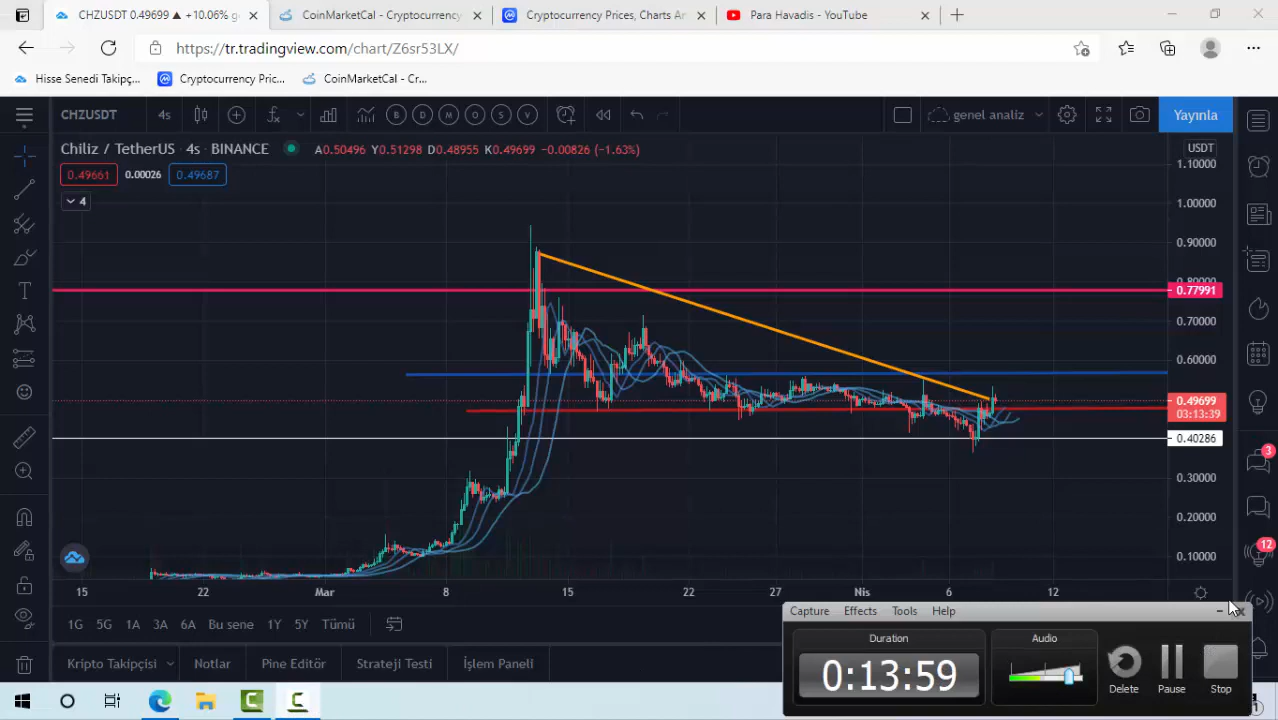 CHZUSDT 0.49699 ▲ +10.06% ge
CoinMarketCal - Cryptocurrency
Cryptocurrency Prices, Charts Ar
Para Havadis - YouTube
https://tr.tradingview.com/chart/Z6sr53LX/
Hisse Senedi Takipç...
Cryptocurrency Pric...
CoinMarketCal - Cr...
CHZUSDT 4s
B D M O S V
genel analiz
Yayınla
Chiliz / TetherUS · 4s · BINANCE
A0.50496 Y0.51298 D0.48955 K0.49699 −0.00826 (−1.63%)
USDT
0.49661 0.00026 0.49687
4
1.10000
1.00000
0.90000
0.80000
0.77991
0.70000
0.60000
0.49699
03:13:39
0.40286
0.30000
0.20000
0.10000
3
12
15 22 Mar 8 15 22 27 Nis 6 12
1G 5G 1A 3A 6A Bu sene 1Y 5Y Tümü
Kripto Takipçisi Notlar Pine Editör Strateji Testi İşlem Paneli
Capture Effects Tools Help
Duration
Audio
0:13:59
Delete Pause Stop